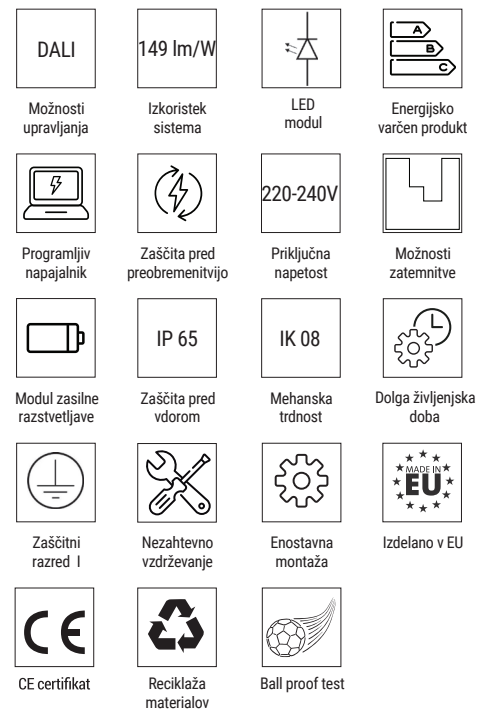 DALI
Možnosti
upravljanja
149 lm/W
Izkoristek
sistema
LED
modul
A
B
C
Energijsko
varčen produkt
Programljiv
napajalnik
Zaščita pred
preobremenitvijo
220-240V
Priključna
napetost
Možnosti
zatemnitve
Modul zasilne
razstvetljave
IP 65
Zaščita pred
vdorom
IK 08
Mehanska
trdnost
Dolga življenjska
doba
Zaščitni
razred I
Nezahtevno
vzdrževanje
Enostavna
montaža
MADE IN
EU
Izdelano v EU
CE
CE certifikat
Reciklaža
materialov
Ball proof test